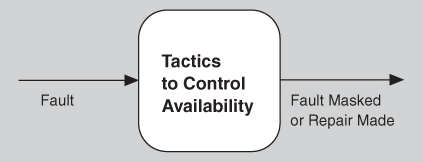 Tactics
to Control
Availability
Fault
Fault Masked
or Repair Made